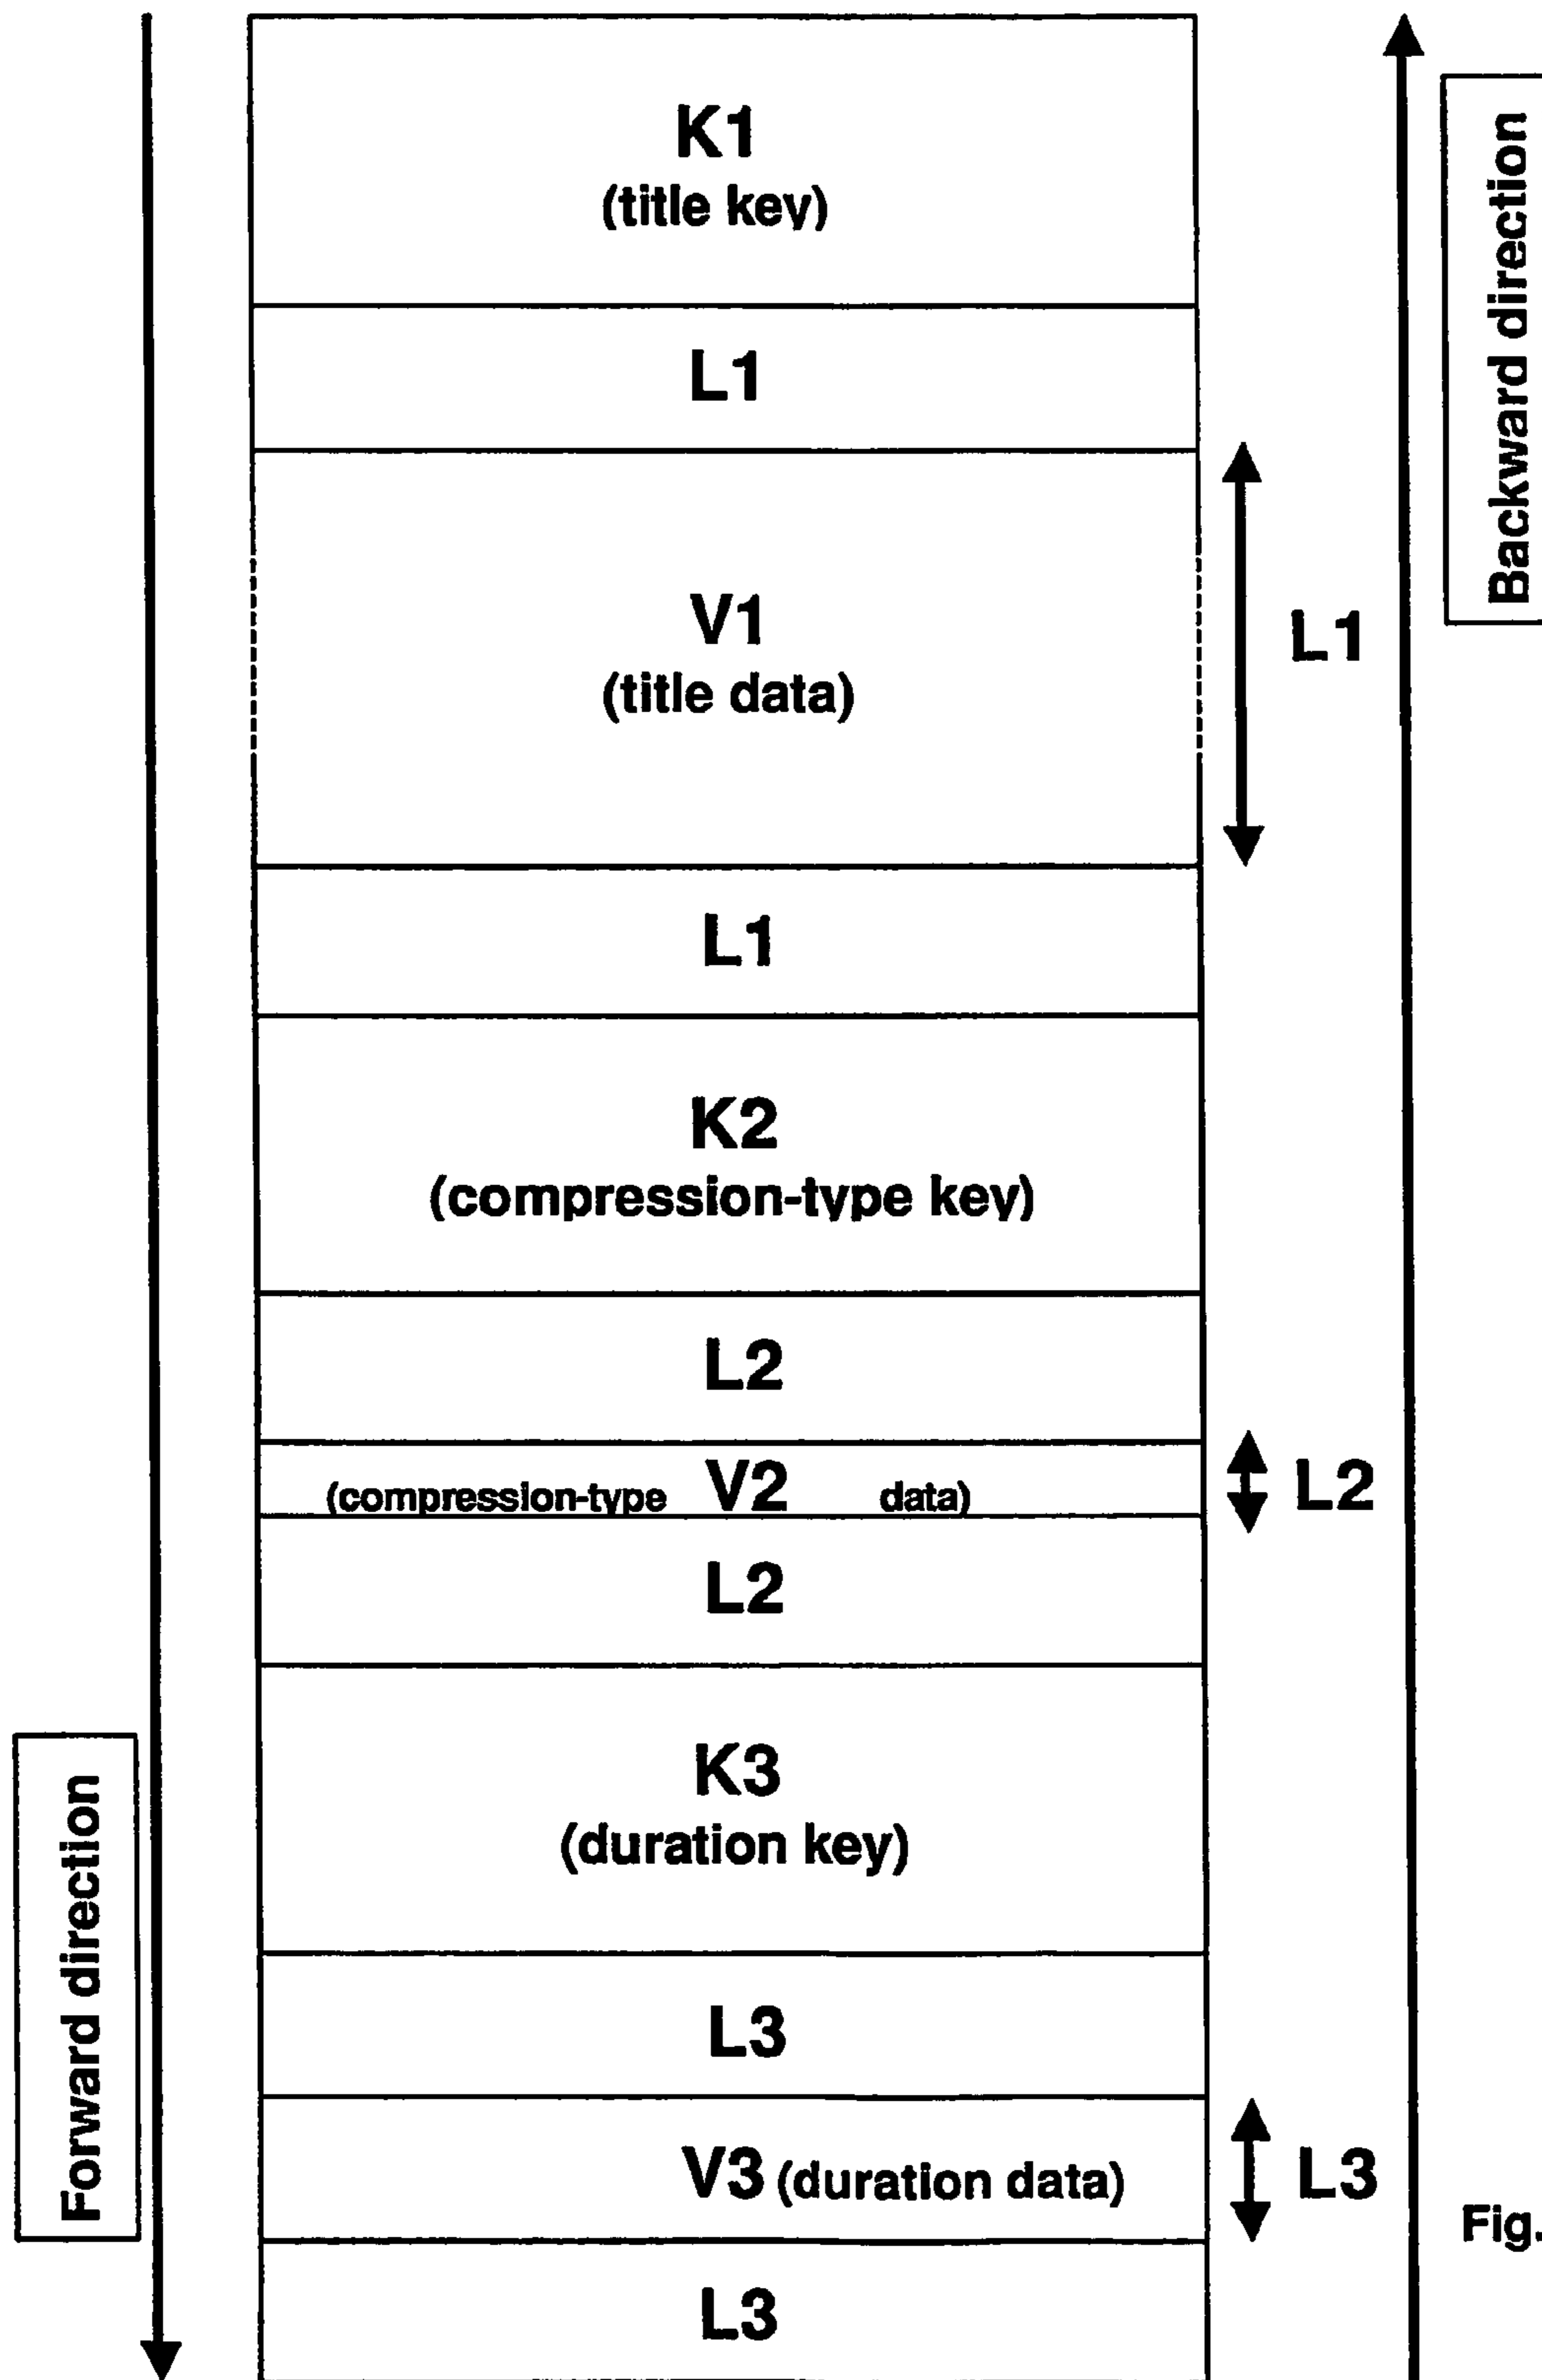 K1
(title key)
L1
V1
(title data)
L1
L1
K2
(compression-type key)
L2
V2
(compression-type data)
L2
L2
K3
(duration key)
L3
V3 (duration data)
L3
L3
Backward direction
Forward direction
Fig.